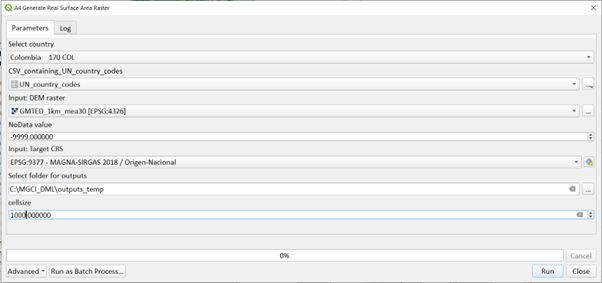 A4 Generate Real Surface Area Raster
Parameters Log
Select country
Colombia 170 COL
CSV_containing_UN_country_codes
UN_country_codes
...
Input: DEM raster
GMTED_1km_mea30 [EPSG:4326]
...
NoData value
-9999.000000
Input: Target CRS
EPSG:9377 - MAGNA-SIRGAS 2018 / Origen-Nacional
Select folder for outputs
C:\MGCI_DML\outputs_temp
...
cellsize
1000.000000
0%
Cancel
Advanced Run as Batch Process... Run Close